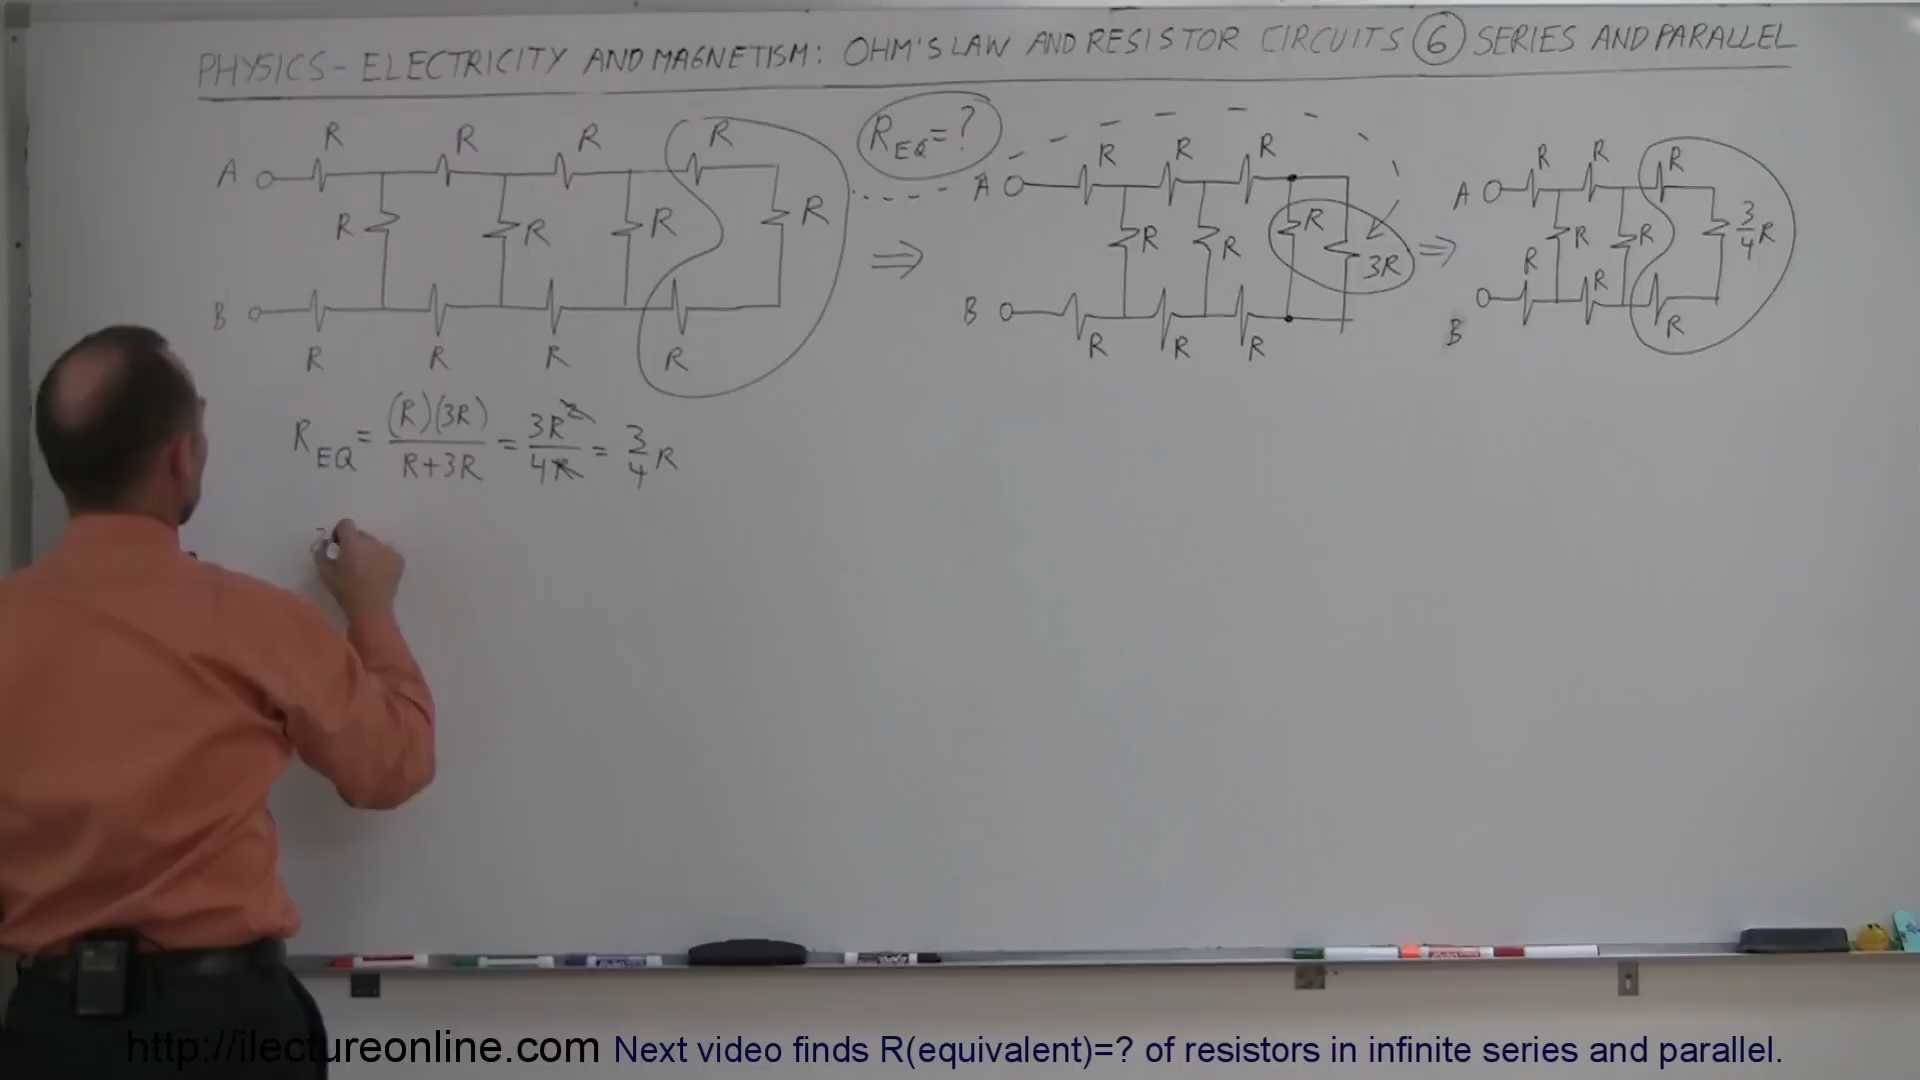 PHYSICS - ELECTRICITY AND MAGNETISM: OHM'S LAW AND RESISTOR CIRCUITS 6 SERIES AND PARALLEL
R_EQ = ?
A R R R R
R R R R
B R R R R
A R R R
R R R 3R
B R R R
A R R R
R R 3/4 R
B R R R
R_EQ = (R)(3R) / R+3R = 3R² / 4R = 3/4 R
http://ilectureonline.com Next video finds R(equivalent)=? of resistors in infinite series and parallel.